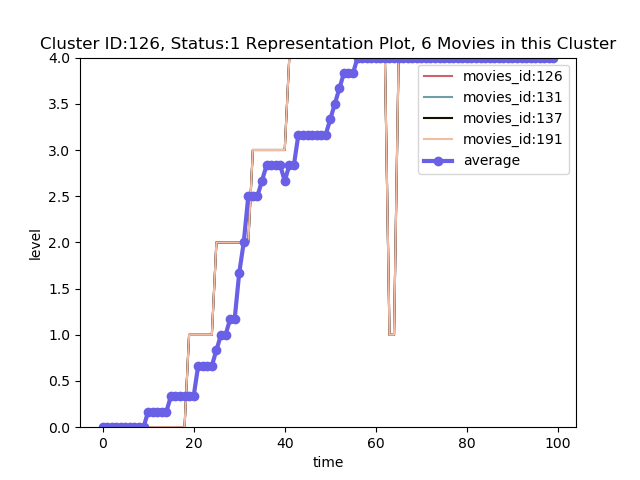 Cluster ID:126, Status:1 Representation Plot, 6 Movies in this Cluster
4.0
3.5
3.0
2.5
2.0
1.5
1.0
0.5
0.0
level
0 20 40 60 80 100
time
movies_id:126
movies_id:131
movies_id:137
movies_id:191
average